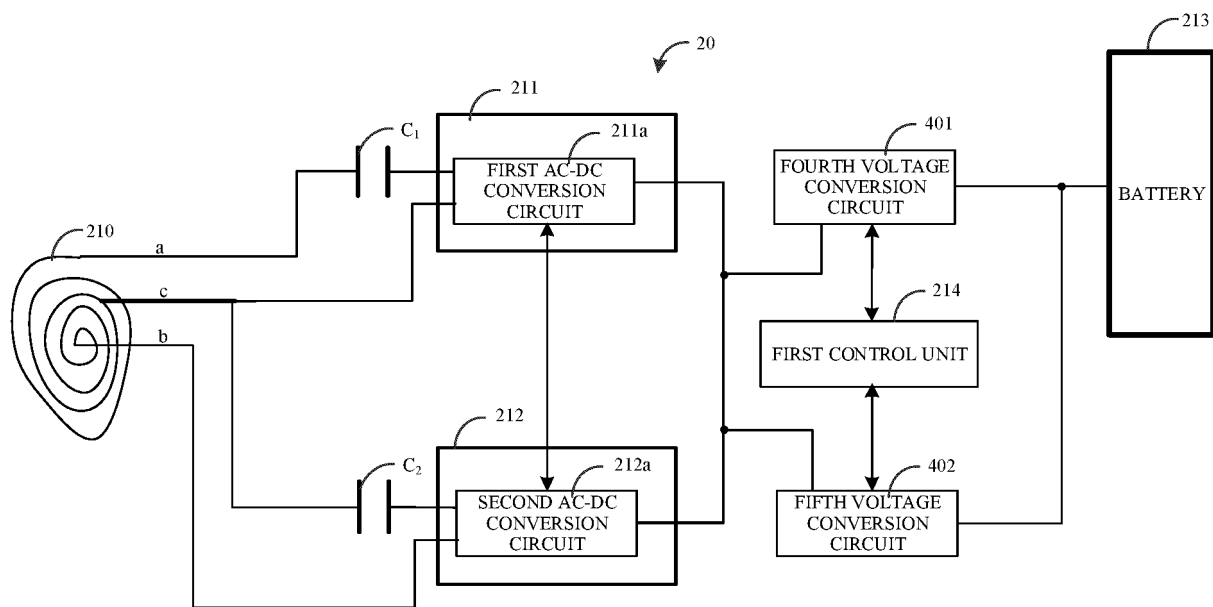 213
20
211
401
C₁
211a
FIRST AC-DC
CONVERSION
CIRCUIT
FOURTH VOLTAGE
CONVERSION
CIRCUIT
BATTERY
210
a
c
b
214
FIRST CONTROL UNIT
212
C₂
212a
402
SECOND AC-DC
CONVERSION
CIRCUIT
FIFTH VOLTAGE
CONVERSION
CIRCUIT